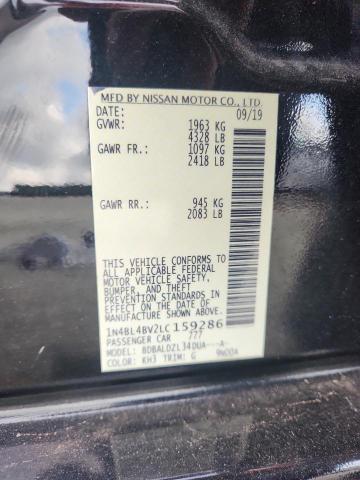 MFD BY NISSAN MOTOR CO., LTD.
DATE: 09/19
GVWR: 1963 KG
4328 LB
GAWR FR.: 1097 KG
2418 LB
GAWR RR.: 945 KG
2083 LB
THIS VEHICLE CONFORMS TO ALL
APPLICABLE FEDERAL MOTOR VEHICLE SAFETY,
BUMPER, AND THEFT
PREVENTION STANDARDS IN
EFFECT ON THE DATE OF
MANUFACTURE SHOWN ABOVE.
1N4BL4BV2LC159286
PASSENGER CAR 777
MODEL: BDBALDZL34DUA---A-
COLOR: KH3 TRIM: G 9N00A